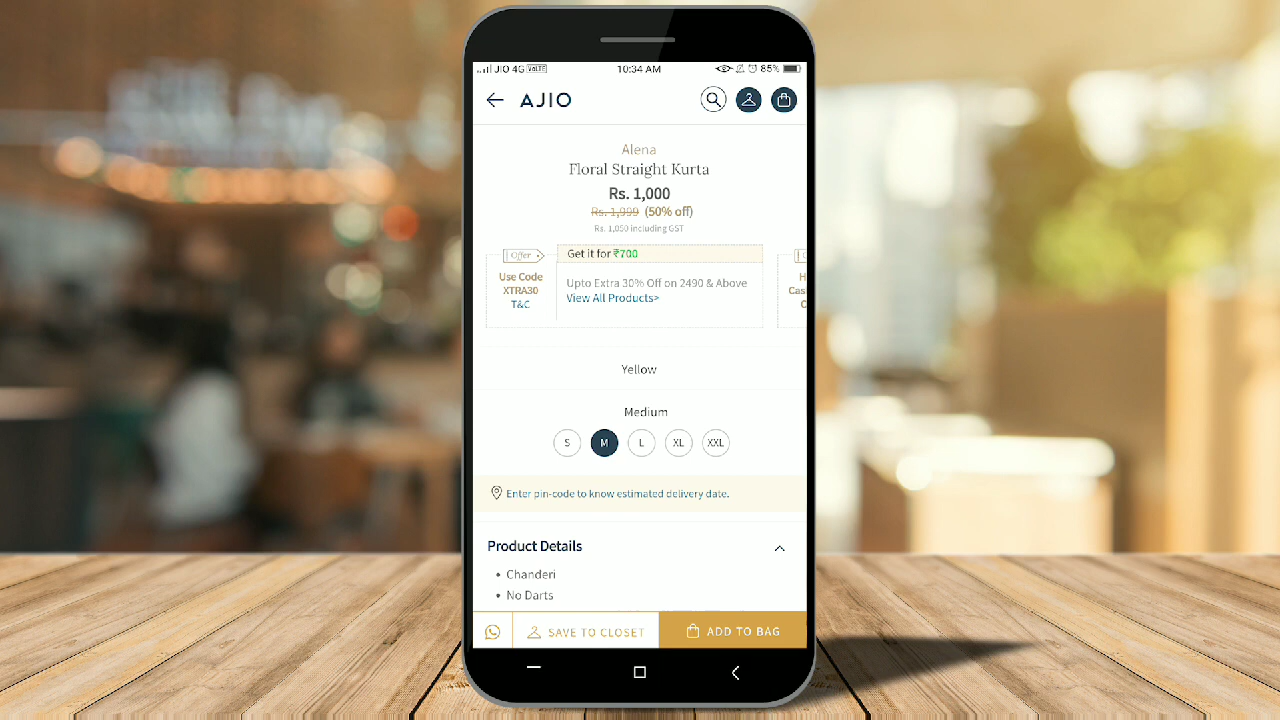 JIO 4G VoLTE 10:34 AM 85%
AJIO
Alena
Floral Straight Kurta
Rs. 1,000
Rs. 1,999 (50% off)
Rs. 1,050 including GST
Offer
Use Code
XTRA30
T&C
Get it for ₹700
Upto Extra 30% Off on 2490 & Above
View All Products>
Yellow
Medium
S M L XL XXL
Enter pin-code to know estimated delivery date.
Product Details
• Chanderi
• No Darts
SAVE TO CLOSET
ADD TO BAG